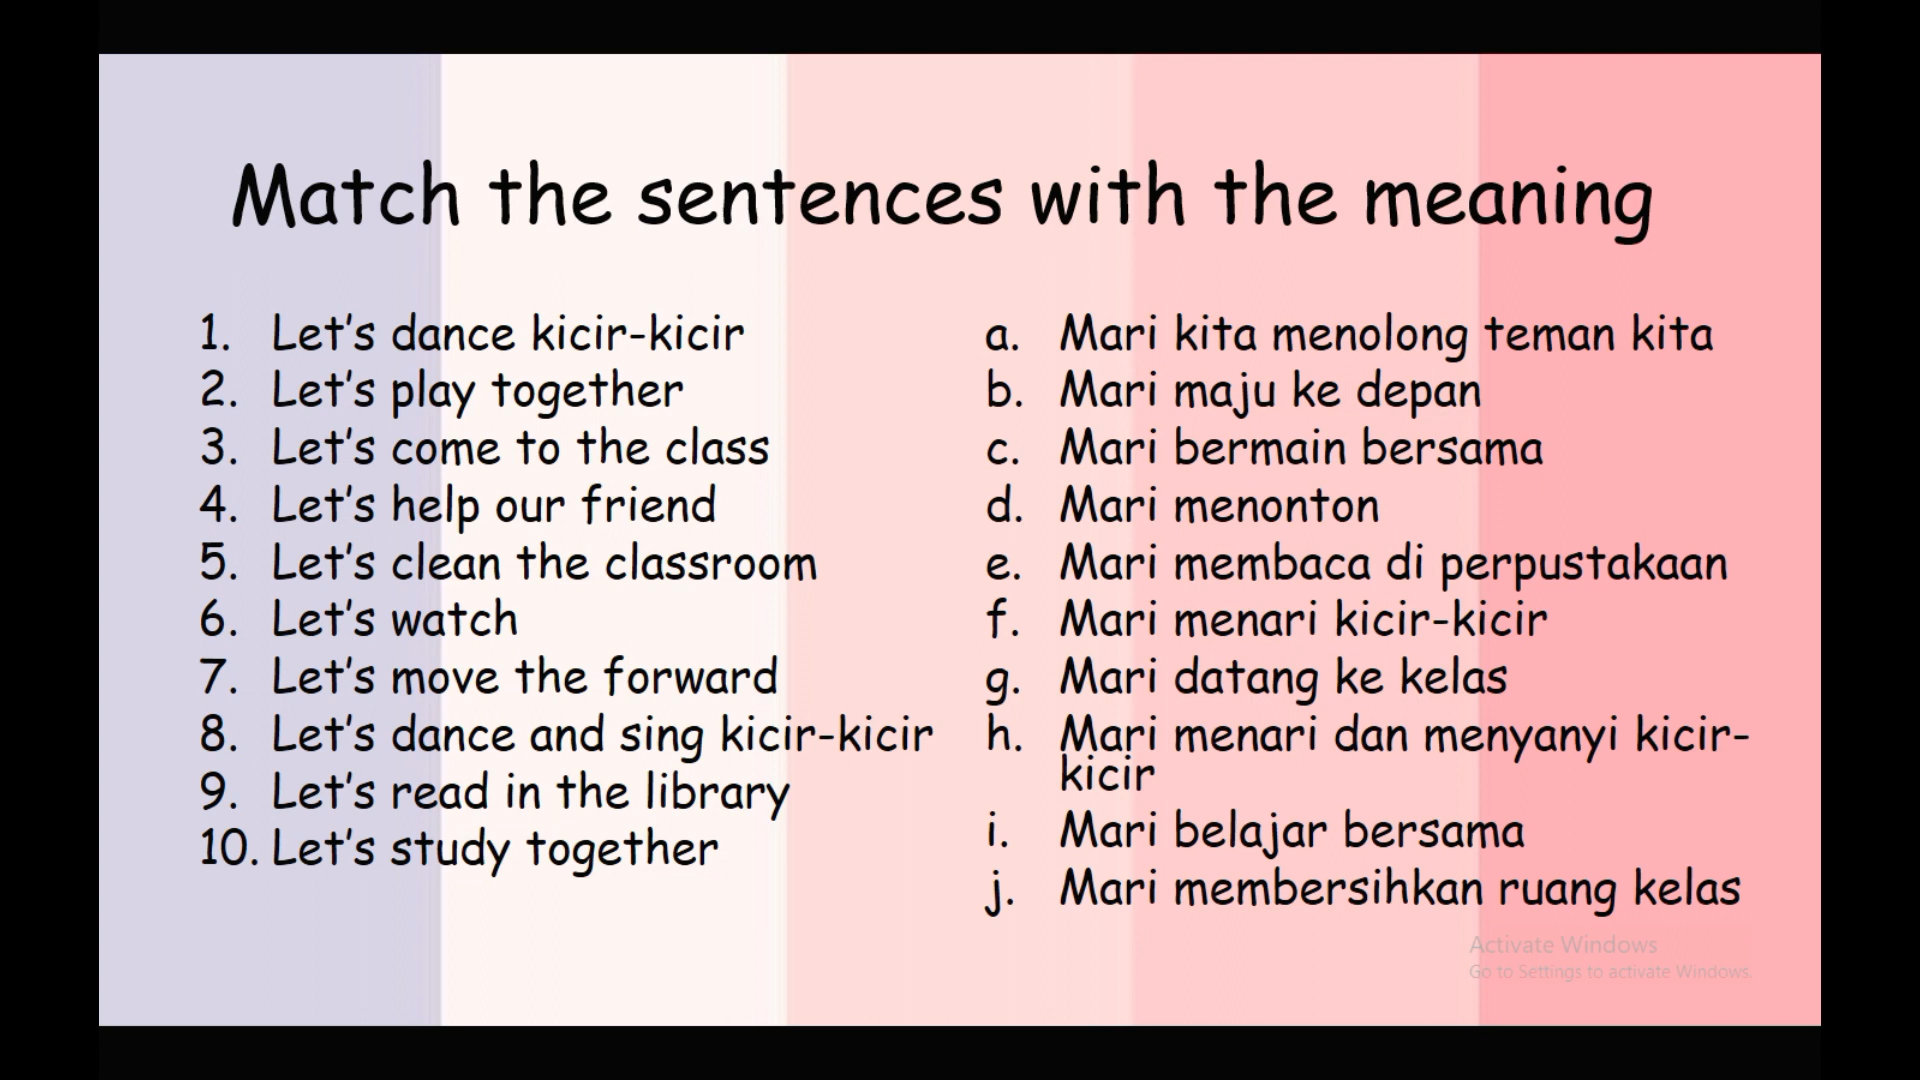 Match the sentences with the meaning
1. Let's dance kicir-kicir
2. Let's play together
3. Let's come to the class
4. Let's help our friend
5. Let's clean the classroom
6. Let's watch
7. Let's move the forward
8. Let's dance and sing kicir-kicir
9. Let's read in the library
10. Let's study together
a. Mari kita menolong teman kita
b. Mari maju ke depan
c. Mari bermain bersama
d. Mari menonton
e. Mari membaca di perpustakaan
f. Mari menari kicir-kicir
g. Mari datang ke kelas
h. Mari menari dan menyanyi kicir-
kicir
i. Mari belajar bersama
j. Mari membersihkan ruang kelas
Activate Windows
Go to Settings to activate Windows.